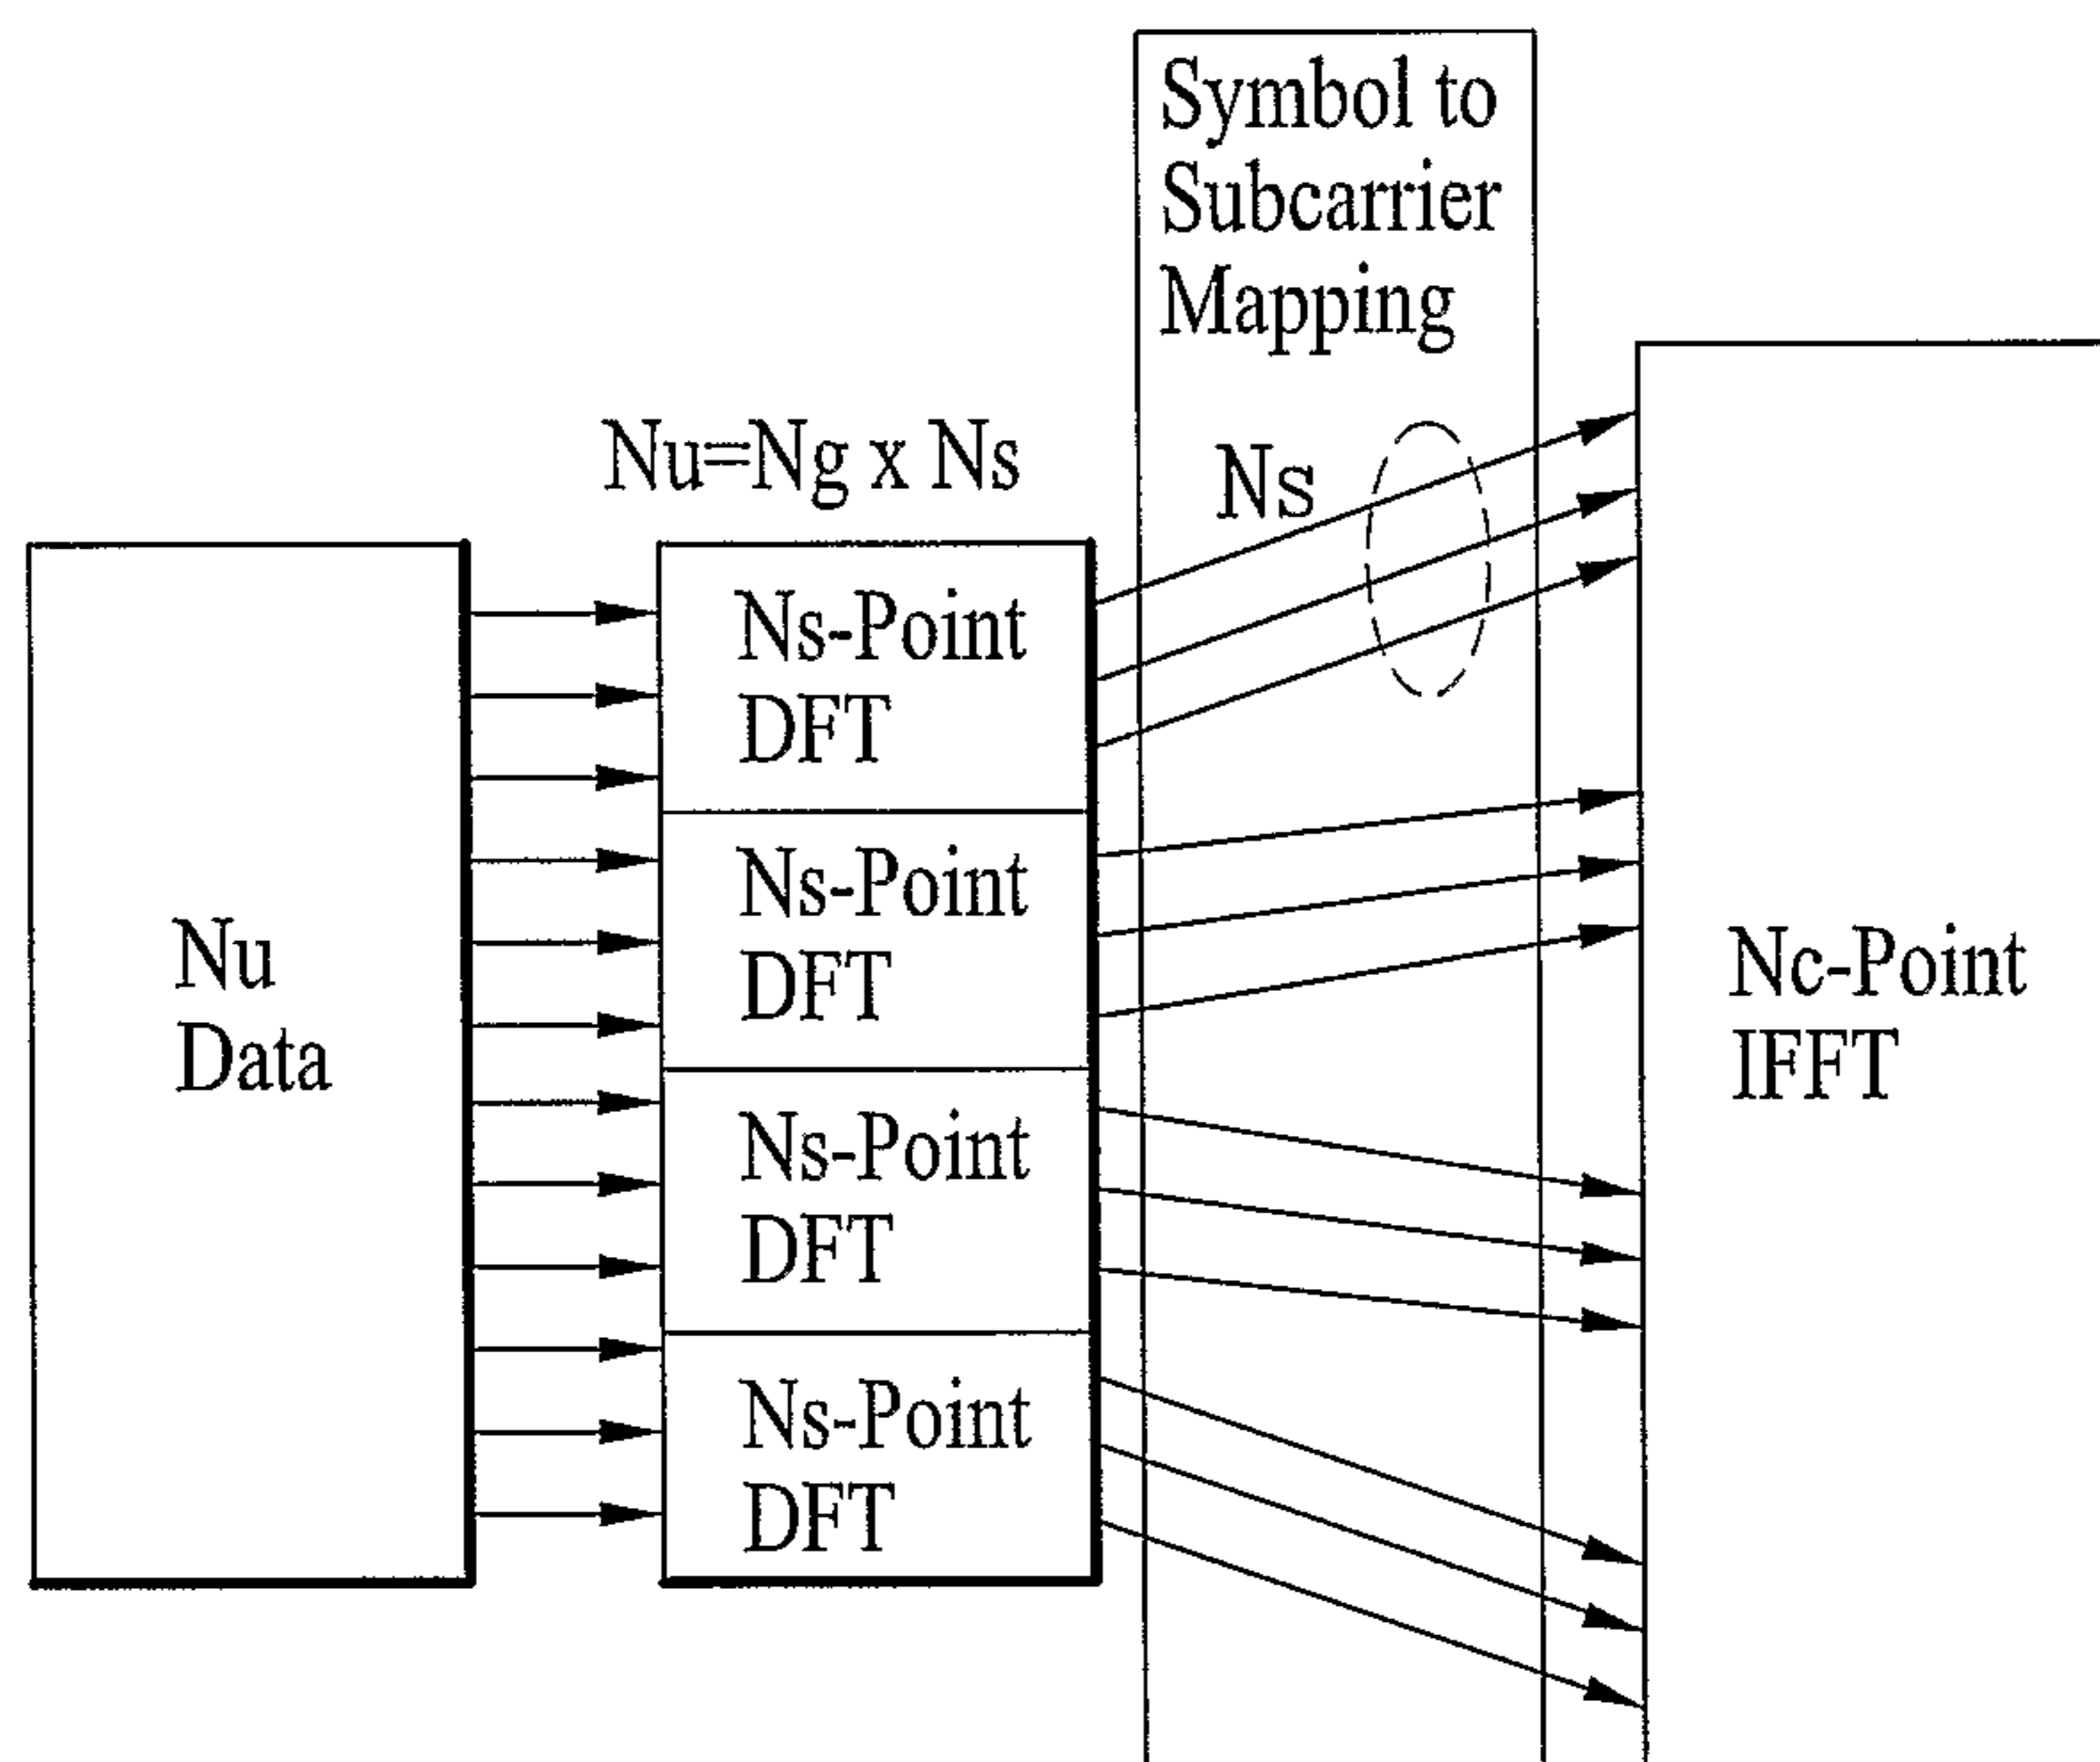 Symbol to
Subcarrier
Mapping
Nu=Ng x Ns
Ns
Ns-Point
DFT
Ns-Point
DFT
Ns-Point
DFT
Ns-Point
DFT
Nu
Data
Nc-Point
IFFT